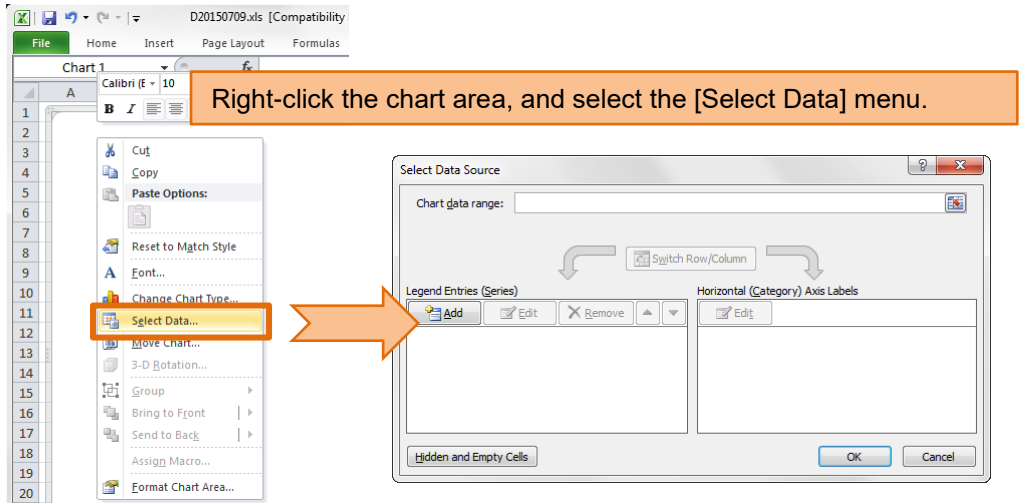 D20150709.xls [Compatibility
File Home Insert Page Layout Formulas
Chart 1 fx
Calibri (E 10
B I
A
Right-click the chart area, and select the [Select Data] menu.
1
2
3
4
5
6
7
8
9
10
11
12
13
14
15
16
17
18
19
20
Cut
Copy
Paste Options:
Reset to Match Style
A Font...
Change Chart Type...
Select Data...
Move Chart...
3-D Rotation...
Group
Bring to Front
Send to Back
Assign Macro...
Format Chart Area...
Select Data Source
Chart data range:
Switch Row/Column
Legend Entries (Series)
Horizontal (Category) Axis Labels
Add Edit Remove
Edit
Hidden and Empty Cells
OK Cancel